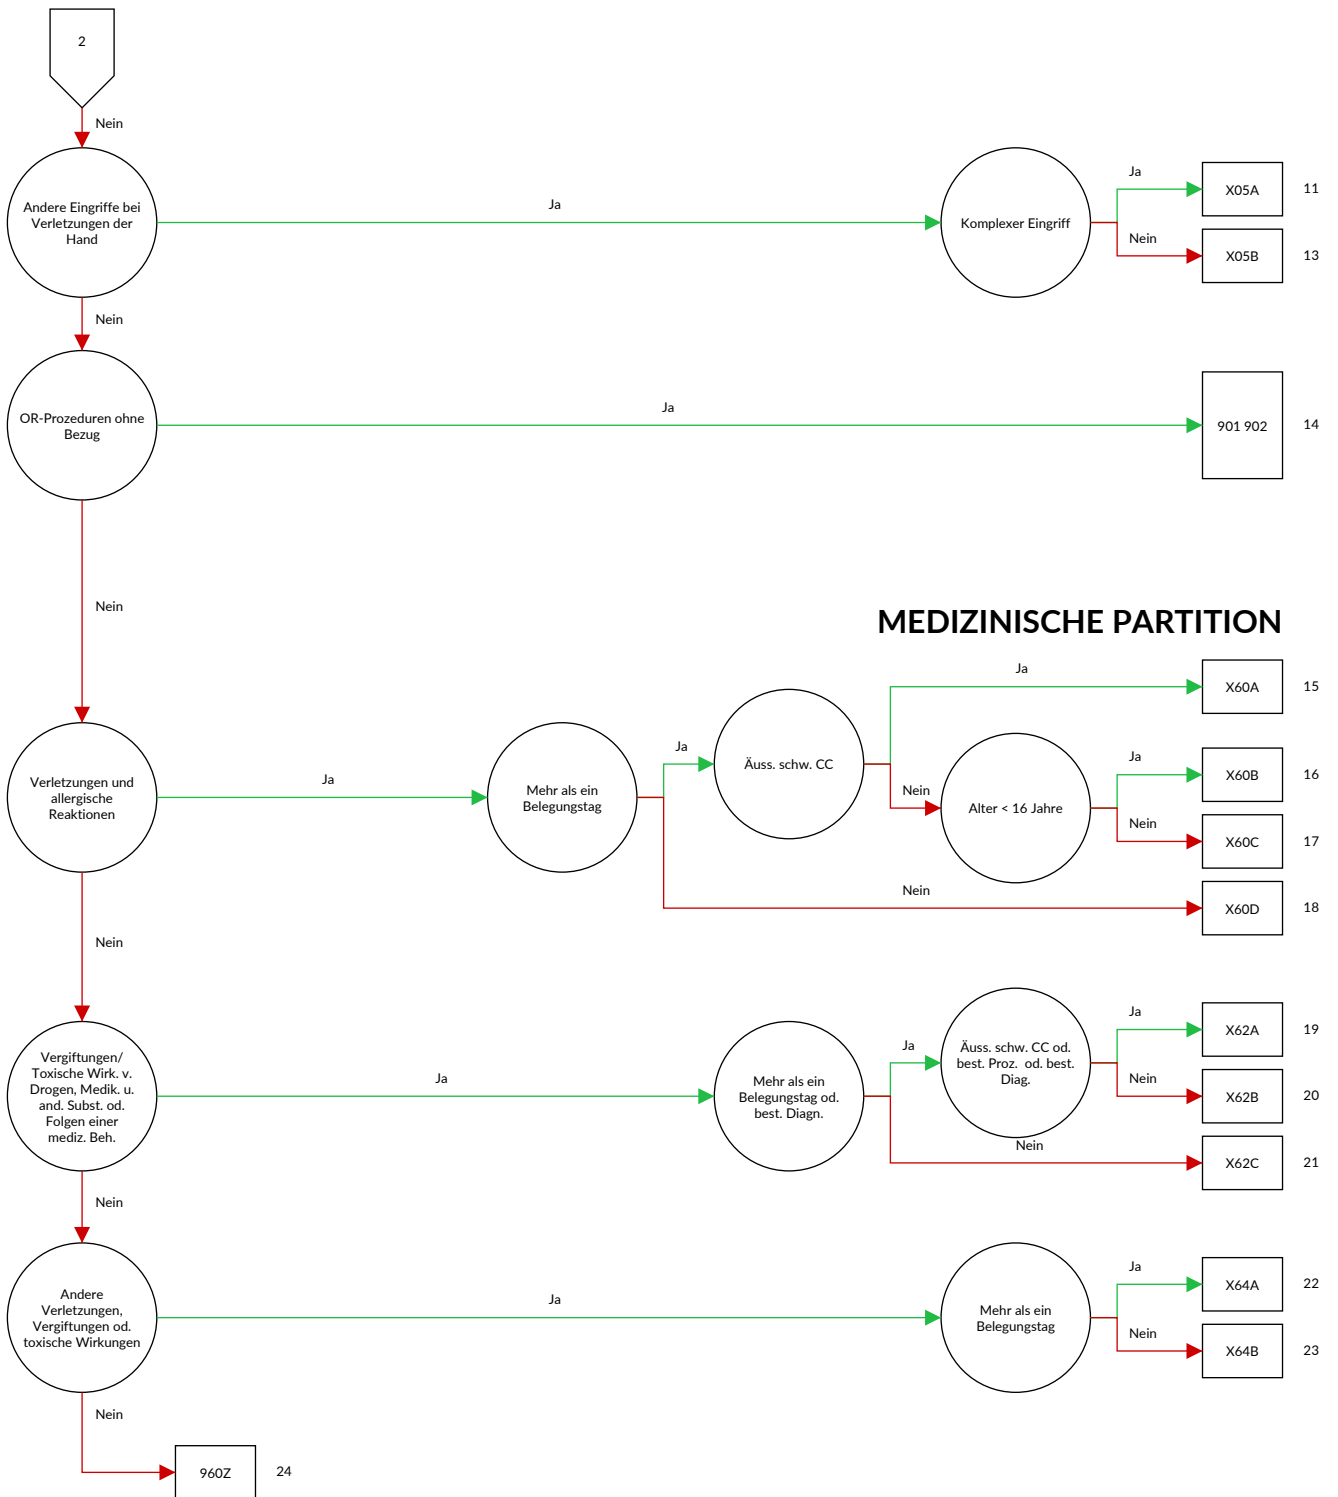 2
Nein
Andere Eingriffe bei
Verletzungen der
Hand
Ja
Komplexer Eingriff
Ja
X05A
11
Nein
X05B
13
Nein
OR-Prozeduren ohne
Bezug
Ja
901 902
14
Nein
MEDIZINISCHE PARTITION
Verletzungen und
allergische
Reaktionen
Ja
Mehr als ein
Belegungstag
Ja
Äuss. schw. CC
Ja
X60A
15
Nein
Alter < 16 Jahre
Ja
X60B
16
Nein
X60C
17
Nein
X60D
18
Nein
Vergiftungen/
Toxische Wirk. v.
Drogen, Medik. u.
and. Subst. od.
Folgen einer
mediz. Beh.
Ja
Mehr als ein
Belegungstag od.
best. Diagn.
Ja
Äuss. schw. CC od.
best. Proz. od. best.
Diag.
Ja
X62A
19
Nein
X62B
20
Nein
X62C
21
Nein
Andere
Verletzungen,
Vergiftungen od.
toxische Wirkungen
Ja
Mehr als ein
Belegungstag
Ja
X64A
22
Nein
X64B
23
Nein
960Z
24